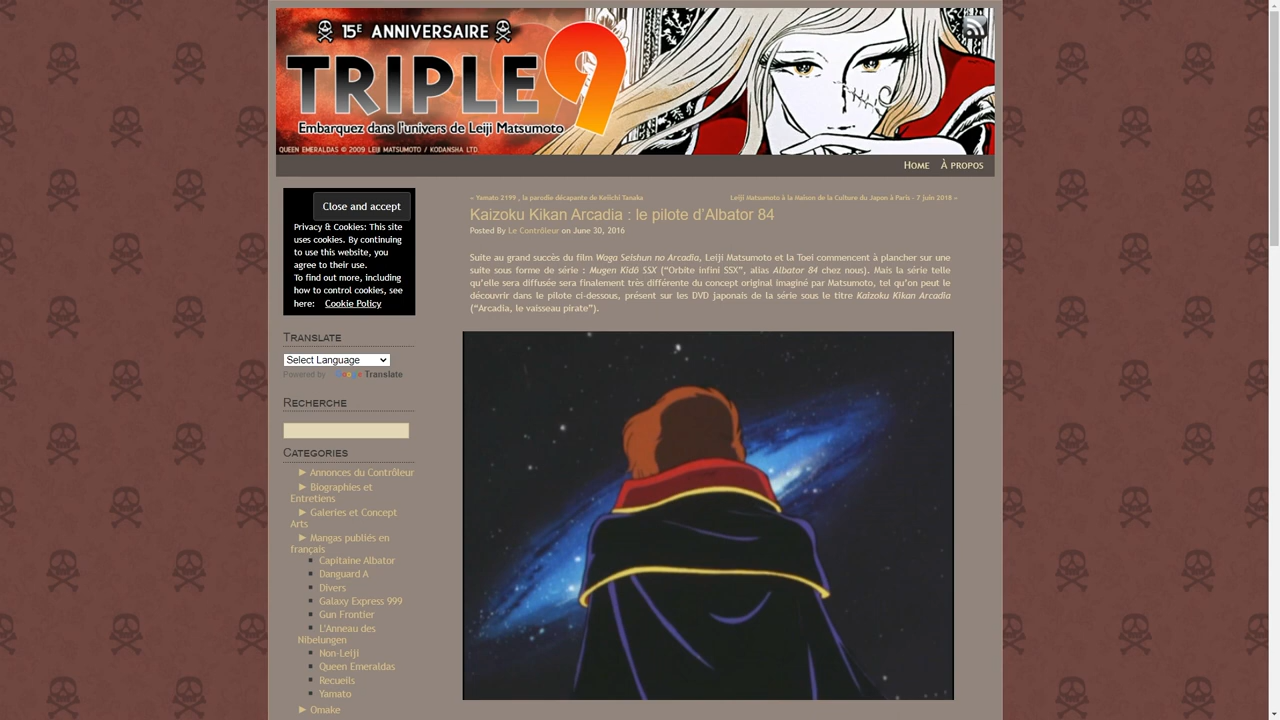 15E ANNIVERSAIRE
TRIPLE 9
Embarquez dans l'univers de Leiji Matsumoto
QUEEN EMERALDAS © 2009 LEIJI MATSUMOTO / KODANSHA LTD
Home À propos
Close and accept
Privacy & Cookies: This site
uses cookies. By continuing
to use this website, you
agree to their use.
To find out more, including
how to control cookies, see
here: Cookie Policy
Translate
Select Language
Powered by Google Translate
Recherche
Categories
► Annonces du Contrôleur
► Biographies et
Entretiens
► Galeries et Concept
Arts
► Mangas publiés en
français
Capitaine Albator
Danguard A
Divers
Galaxy Express 999
Gun Frontier
L'Anneau des
Nibelungen
Non-Leiji
Queen Emeraldas
Recueils
Yamato
► Omake
« Yamato 2199 , la parodie décapante de Keiichi Tanaka
Leiji Matsumoto à la Maison de la Culture du Japon à Paris - 7 juin 2018 »
Kaizoku Kikan Arcadia : le pilote d'Albator 84
Posted By Le Contrôleur on June 30, 2016
Suite au grand succès du film Waga Seishun no Arcadia, Leiji Matsumoto et la Toei commencent à plancher sur une
suite sous forme de série : Mugen Kidô SSX ("Orbite infini SSX", alias Albator 84 chez nous). Mais la série telle
qu'elle sera diffusée sera finalement très différente du concept original imaginé par Matsumoto, tel qu'on peut le
découvrir dans le pilote ci-dessous, présent sur les DVD japonais de la série sous le titre Kaizoku Kikan Arcadia
("Arcadia, le vaisseau pirate").